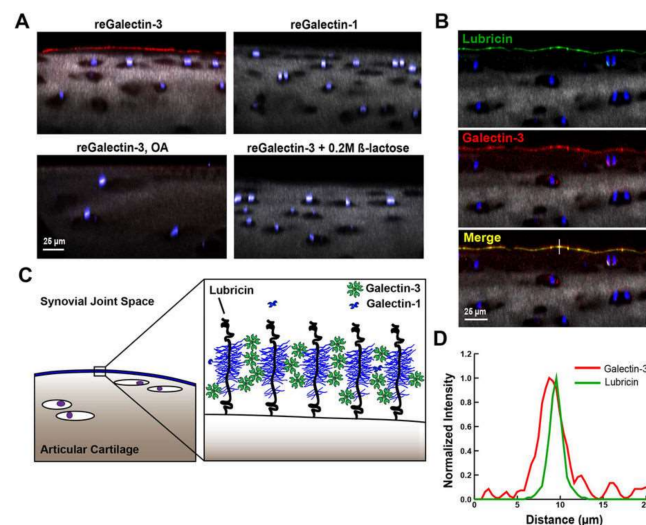 A
reGalectin-3
reGalectin-1
reGalectin-3, OA
reGalectin-3 + 0.2M ß-lactose
25 µm
B
Lubricin
Galectin-3
Merge
25 µm
C
Synovial Joint Space
Articular Cartilage
Lubricin
Galectin-3
Galectin-1
D
Normalized Intensity
1.2
1.0
0.8
0.6
0.4
0.2
0.0
0
5
10
15
20
Distance (µm)
Galectin-3
Lubricin